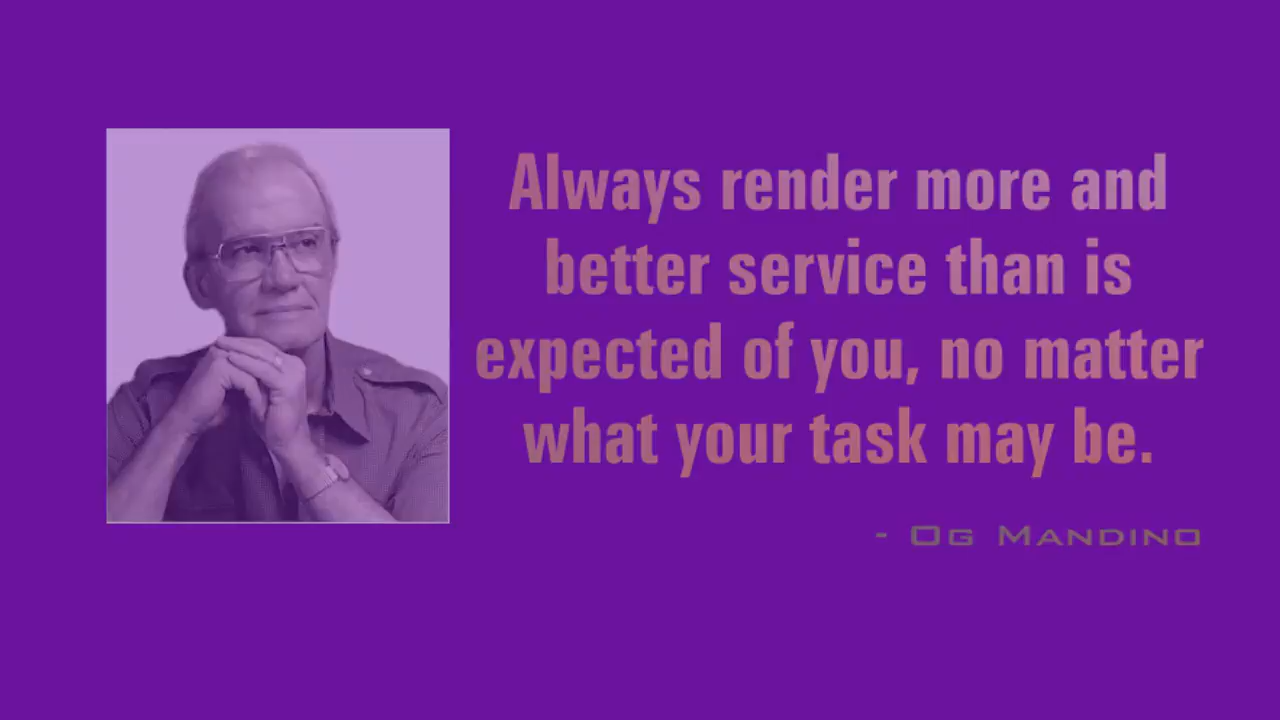 Always render more and
better service than is
expected of you, no matter
what your task may be.
- Og Mandino